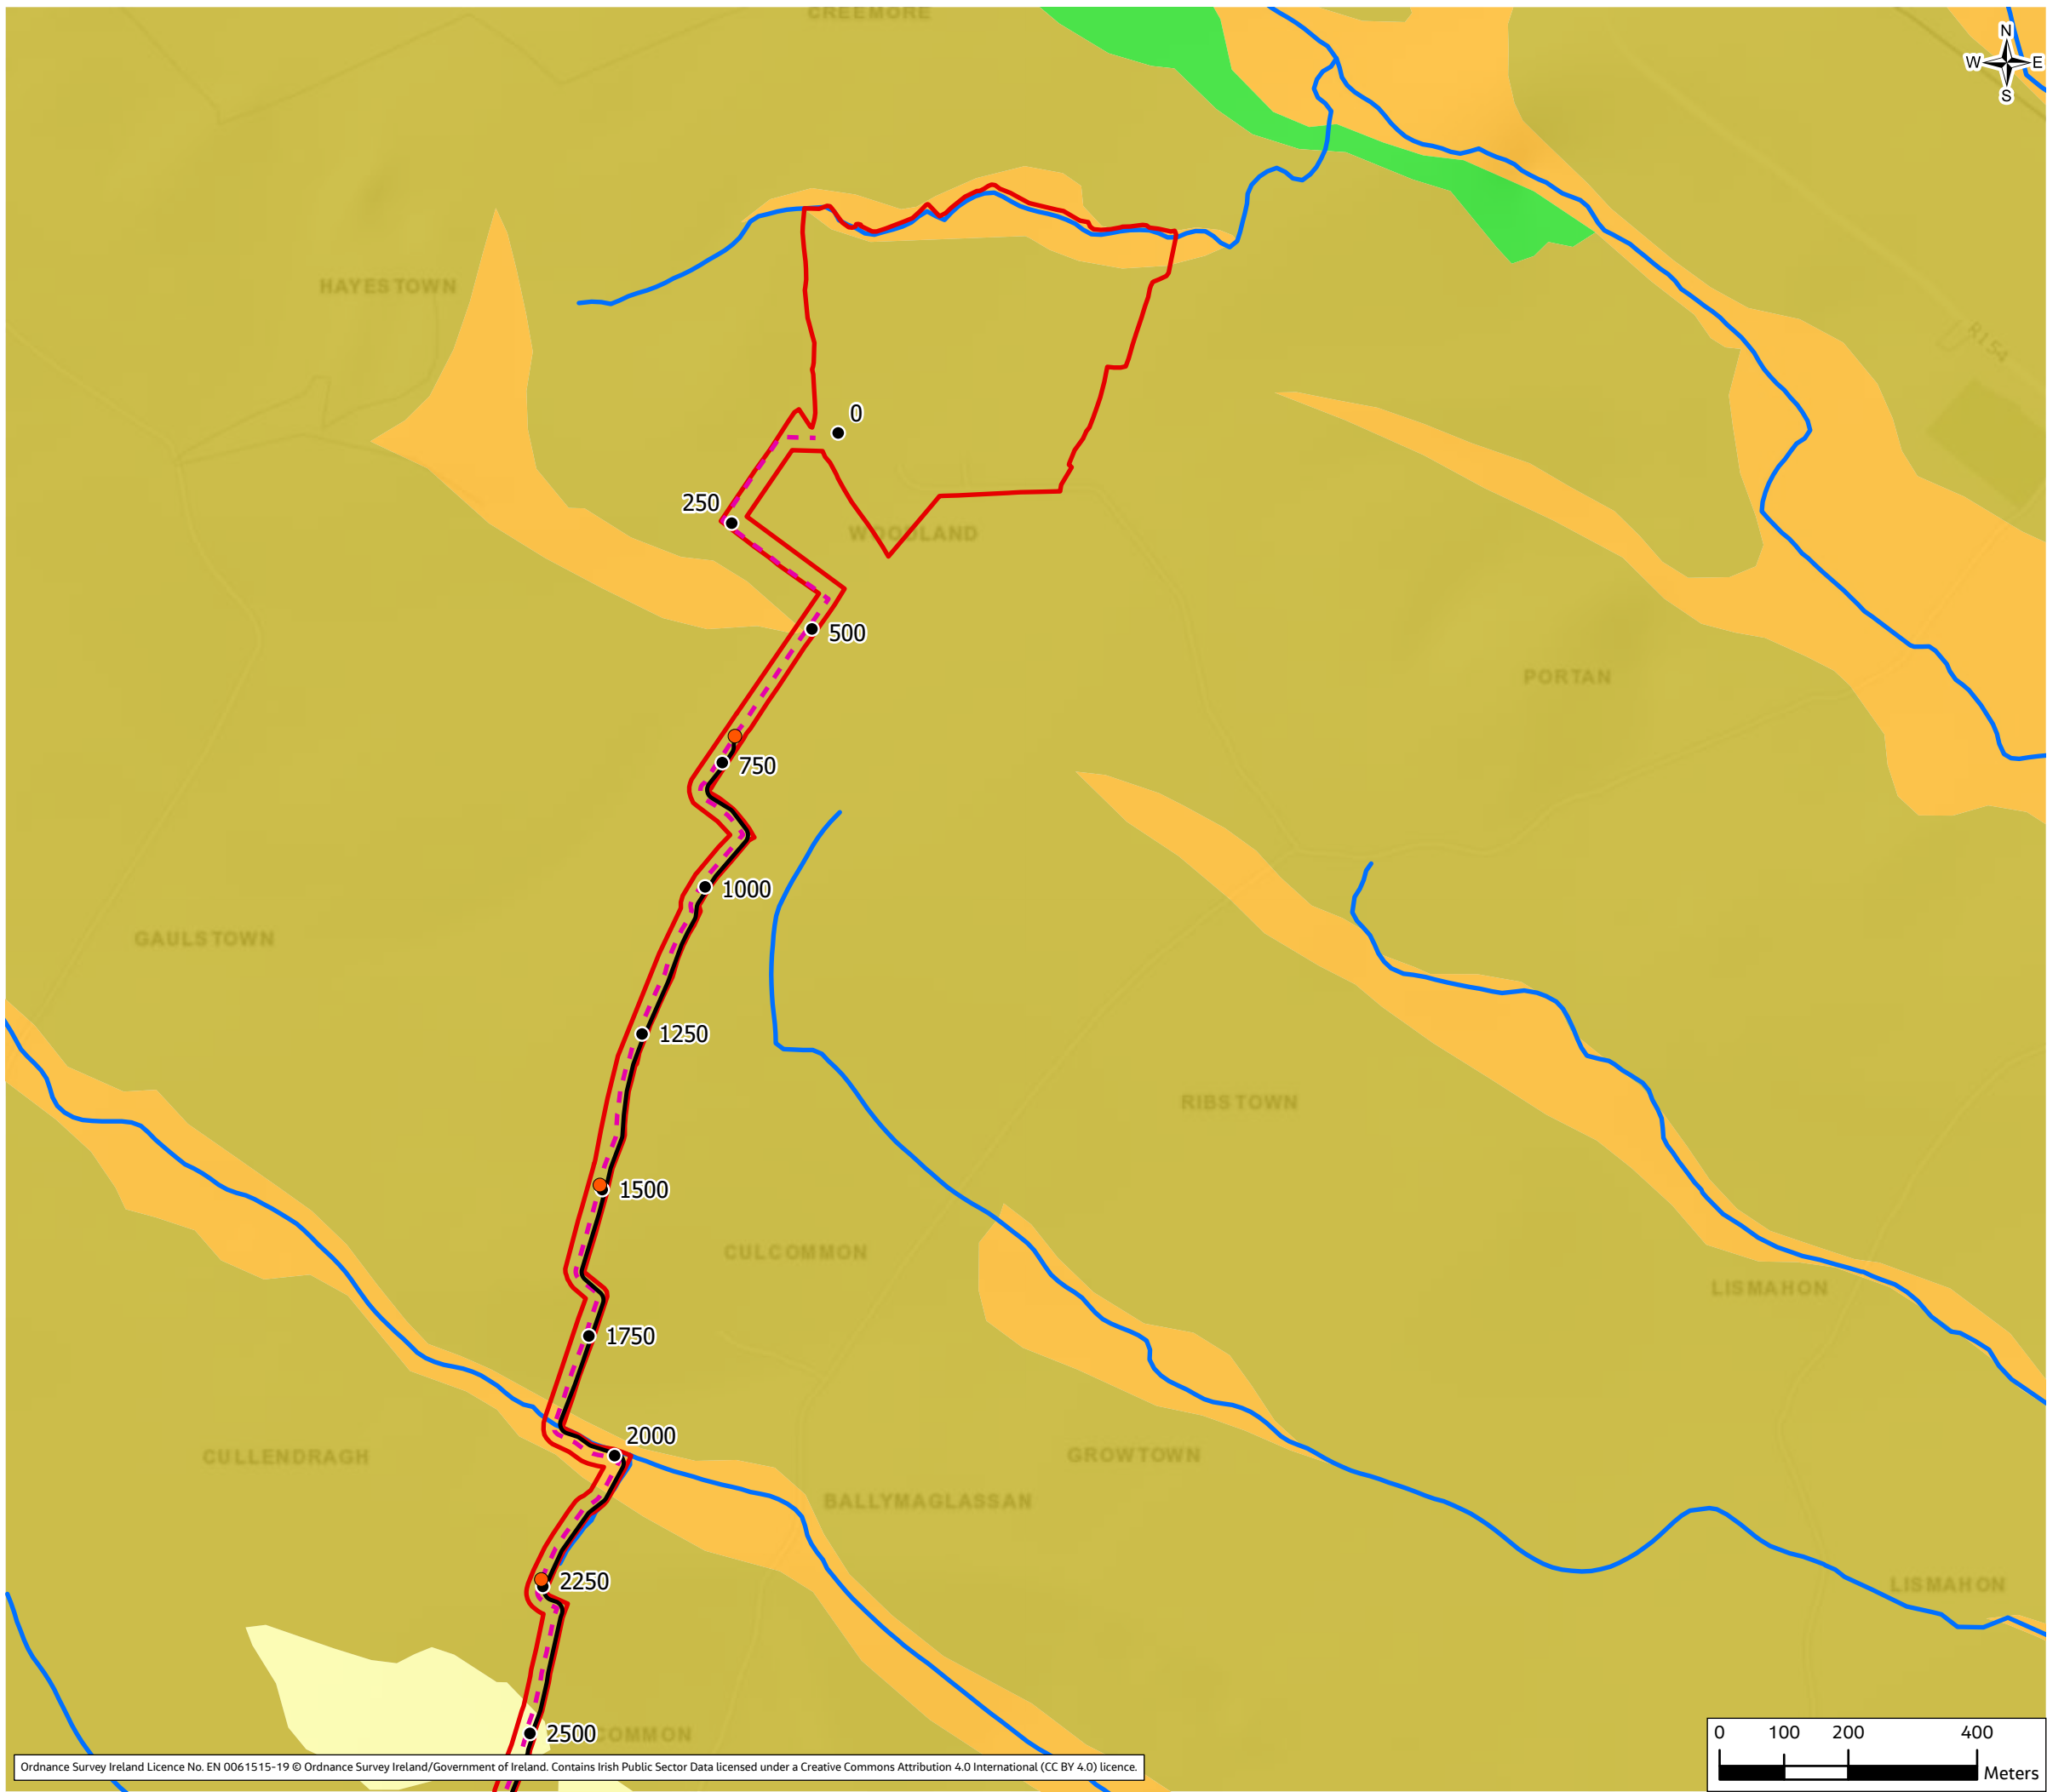 CREEMORE
N
W E
S
HAYESTOWN
R154
0
250
WOODLAND
500
PORTAN
750
1000
GAULSTOWN
1250
RIBSTOWN
1500
CULCOMMON
LISMAHON
1750
2000
CULLENDRAGH
GROWTOWN
BALLYMAGLASSAN
2250
LISMAHON
2500
COMMON
0 100 200 400
Meters
Ordnance Survey Ireland Licence No. EN 0061515-19 © Ordnance Survey Ireland/Government of Ireland. Contains Irish Public Sector Data licensed under a Creative Commons Attribution 4.0 International (CC BY 4.0) licence.